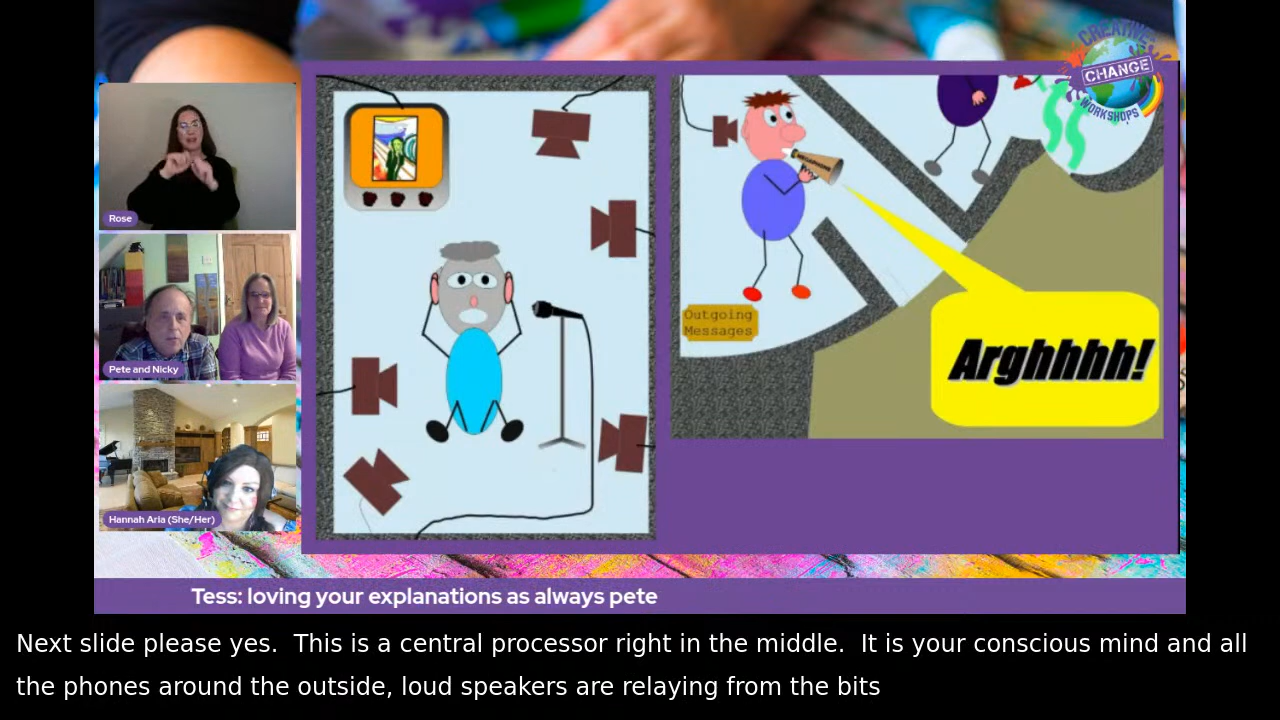 CREATIVE
CHANGE
WORKSHOPS
Rose
Pete and Nicky
Hannah Aria (She/Her)
MEGAPHONE
Outgoing
Messages
Arghhhh!
Tess: loving your explanations as always pete
Next slide please yes.  This is a central processor right in the middle.  It is your conscious mind and all
the phones around the outside, loud speakers are relaying from the bits